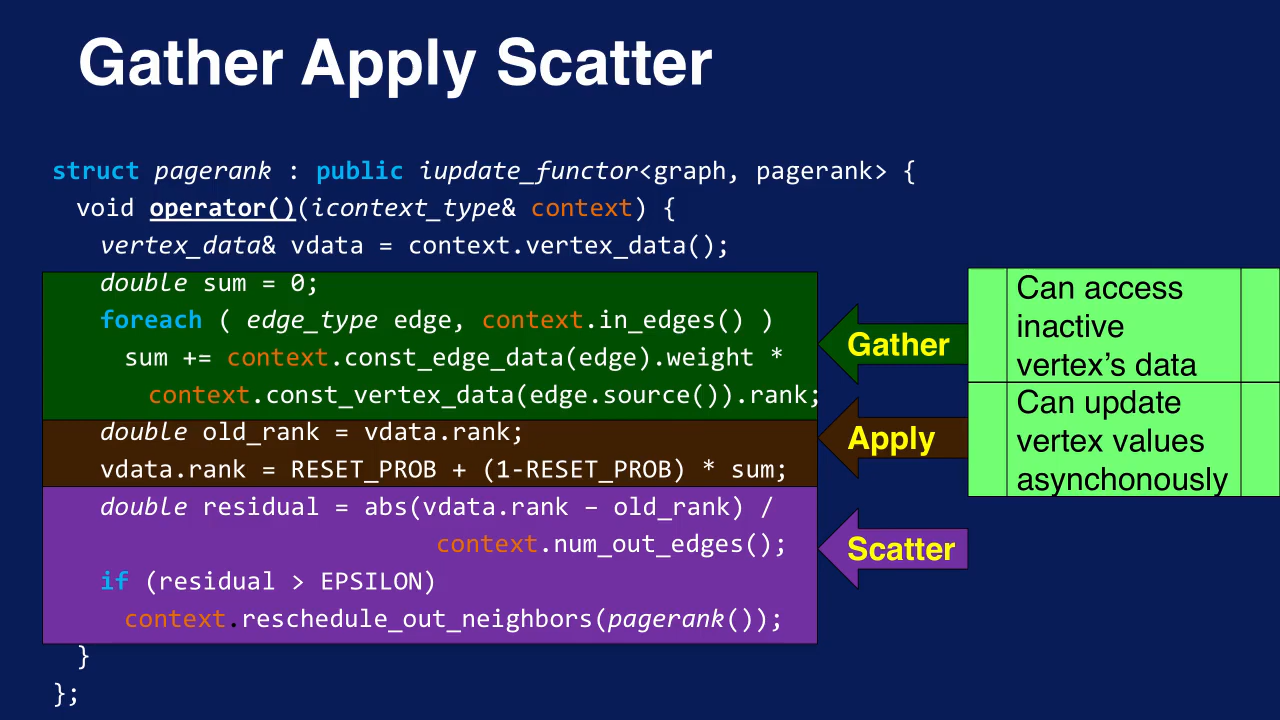 Gather Apply Scatter
struct pagerank : public iupdate_functor<graph, pagerank> {
void operator()(icontext_type& context) {
vertex_data& vdata = context.vertex_data();
double sum = 0;
foreach ( edge_type edge, context.in_edges() )
sum += context.const_edge_data(edge).weight *
context.const_vertex_data(edge.source()).rank;
double old_rank = vdata.rank;
vdata.rank = RESET_PROB + (1-RESET_PROB) * sum;
double residual = abs(vdata.rank – old_rank) /
context.num_out_edges();
if (residual > EPSILON)
context.reschedule_out_neighbors(pagerank());
}
};
Gather
Apply
Scatter
Can access
inactive
vertex’s data
Can update
vertex values
asynchonously